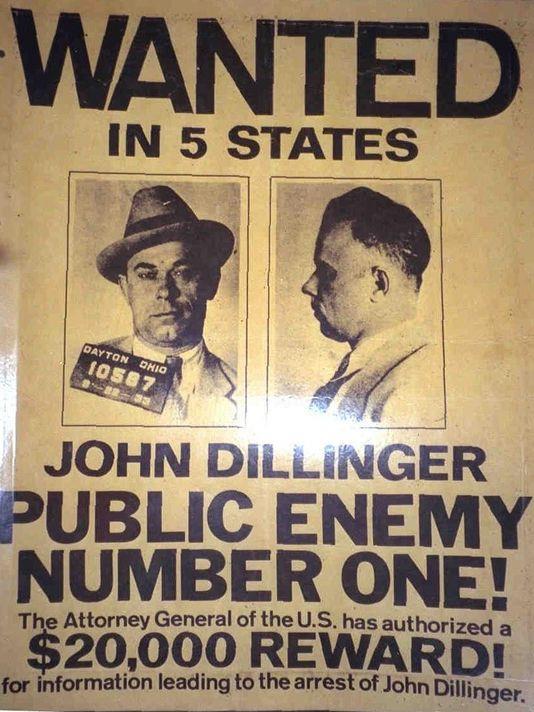 WANTED
IN 5 STATES
DAYTON OHIO
10587
JOHN DILLINGER
PUBLIC ENEMY
NUMBER ONE!
The Attorney General of the U.S. has authorized a
$20,000 REWARD!
for information leading to the arrest of John Dillinger.